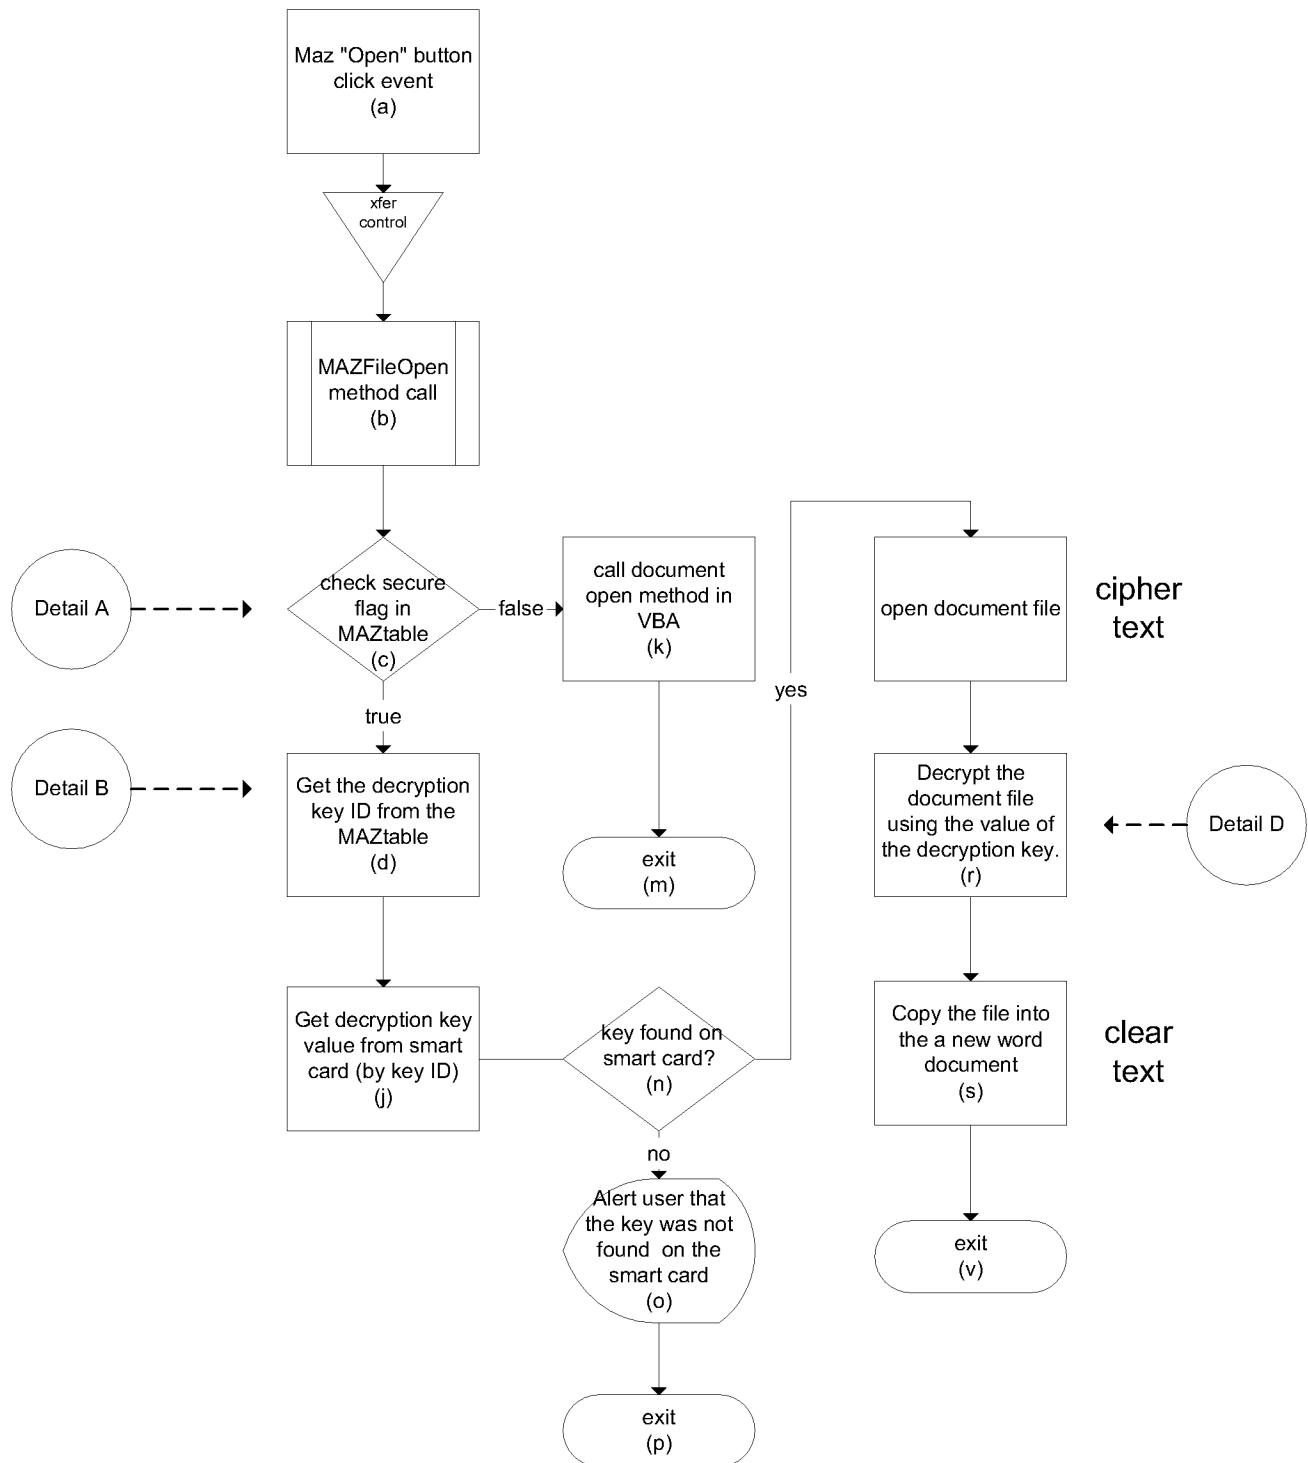 Maz "Open" button
click event
(a)
xfer
control
MAZFileOpen
method call
(b)
Detail A
check secure
flag in
MAZtable
(c)
false
call document
open method in
VBA
(k)
true
Detail B
Get the decryption
key ID from the
MAZtable
(d)
exit
(m)
Get decryption key
value from smart
card (by key ID)
(j)
key found on
smart card?
(n)
yes
no
Alert user that
the key was not
found on the
smart card
(o)
exit
(p)
open document file
cipher
text
Decrypt the
document file
using the value of
the decryption key.
(r)
Detail D
Copy the file into
the a new word
document
(s)
clear
text
exit
(v)